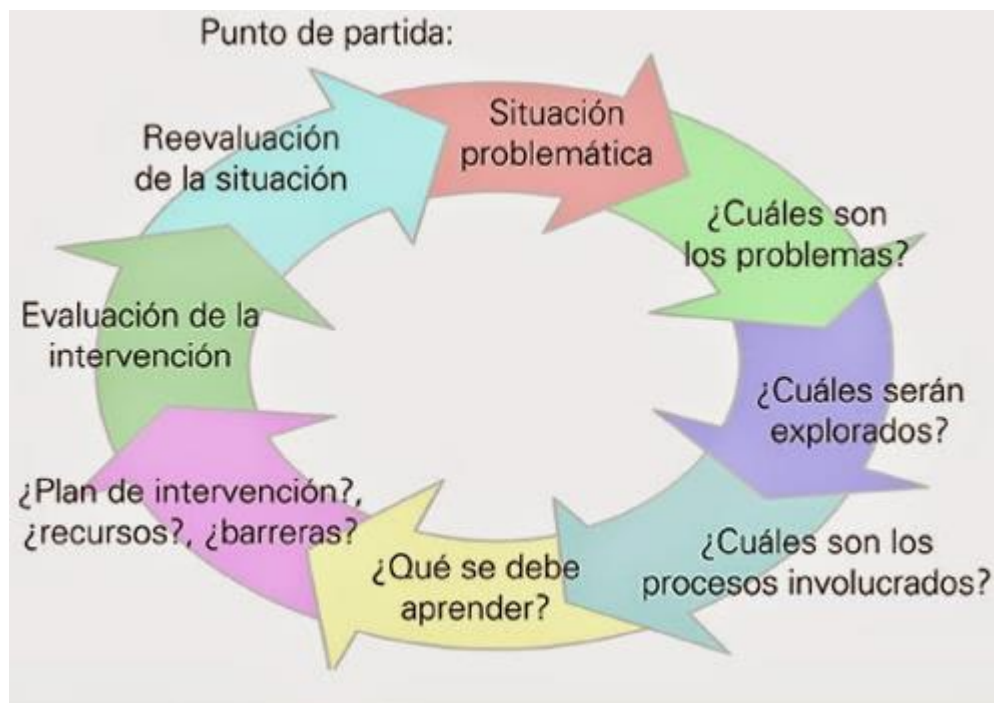 Punto de partida:
Situación
problemática
¿Cuáles son
los problemas?
¿Cuáles serán
explorados?
¿Cuáles son los
procesos involucrados?
¿Qué se debe
aprender?
¿Plan de intervención?,
¿recursos?, ¿barreras?
Evaluación de la
intervención
Reevaluación
de la situación